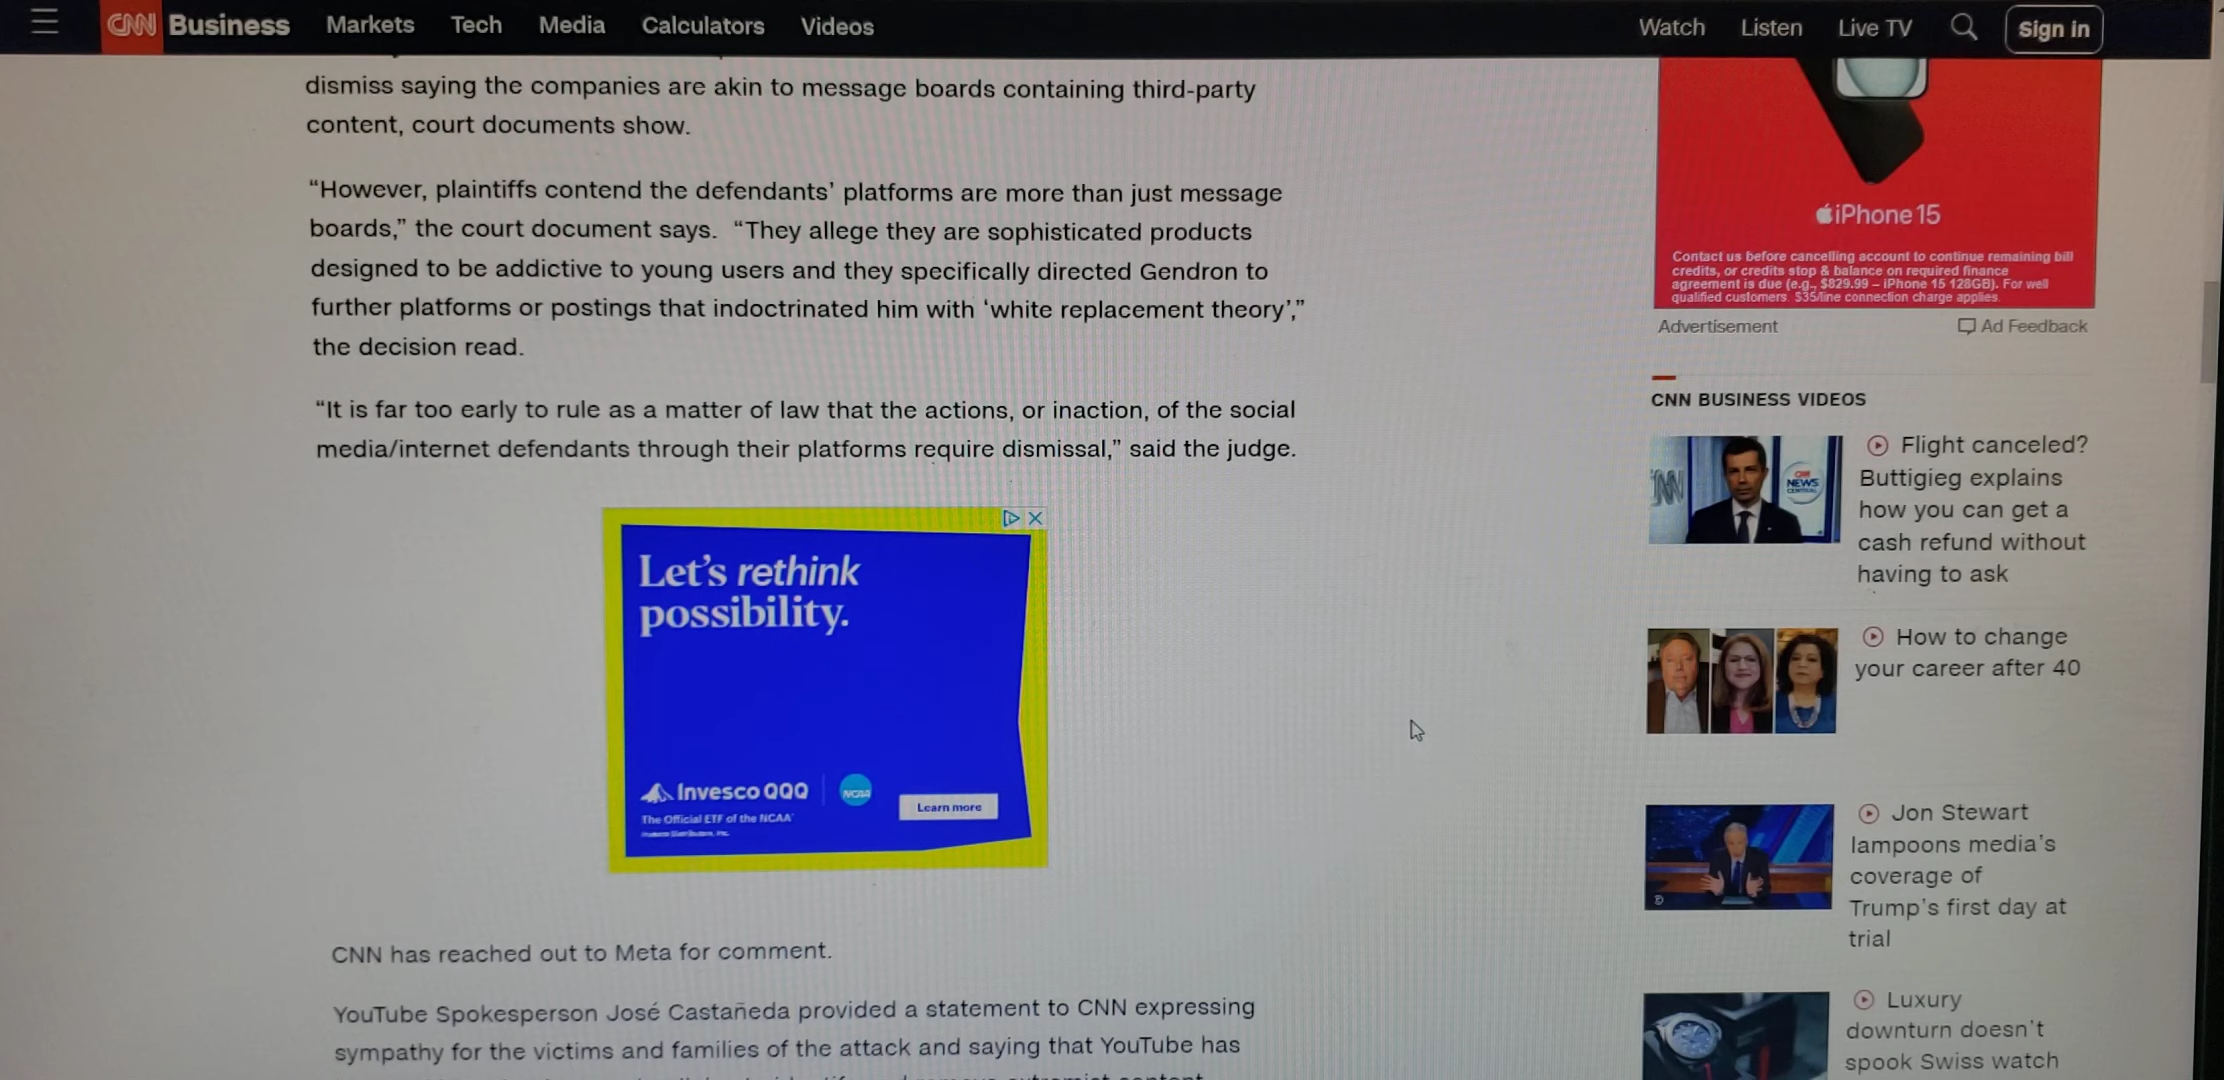 CNN Business Markets Tech Media Calculators Videos Watch Listen Live TV Sign in
dismiss saying the companies are akin to message boards containing third-party
content, court documents show.
“However, plaintiffs contend the defendants’ platforms are more than just message
boards,” the court document says. “They allege they are sophisticated products
designed to be addictive to young users and they specifically directed Gendron to
further platforms or postings that indoctrinated him with ‘white replacement theory’,”
the decision read.
“It is far too early to rule as a matter of law that the actions, or inaction, of the social
media/internet defendants through their platforms require dismissal,” said the judge.
Let’s rethink
possibility.
Invesco QQQ
NCAA
The Official ETF of the NCAA
Learn more
CNN has reached out to Meta for comment.
YouTube Spokesperson José Castañeda provided a statement to CNN expressing
sympathy for the victims and families of the attack and saying that YouTube has
iPhone 15
Contact us before cancelling account to continue remaining bill
credits, or credits stop & balance on required finance
agreement is due (e.g., $829.99 – iPhone 15 128GB). For well
qualified customers. $35/line connection charge applies.
Advertisement
Ad Feedback
CNN BUSINESS VIDEOS
CNN
NEWS
CENTRAL
Flight canceled?
Buttigieg explains
how you can get a
cash refund without
having to ask
How to change
your career after 40
Jon Stewart
lampoons media’s
coverage of
Trump’s first day at
trial
Luxury
downturn doesn’t
spook Swiss watch